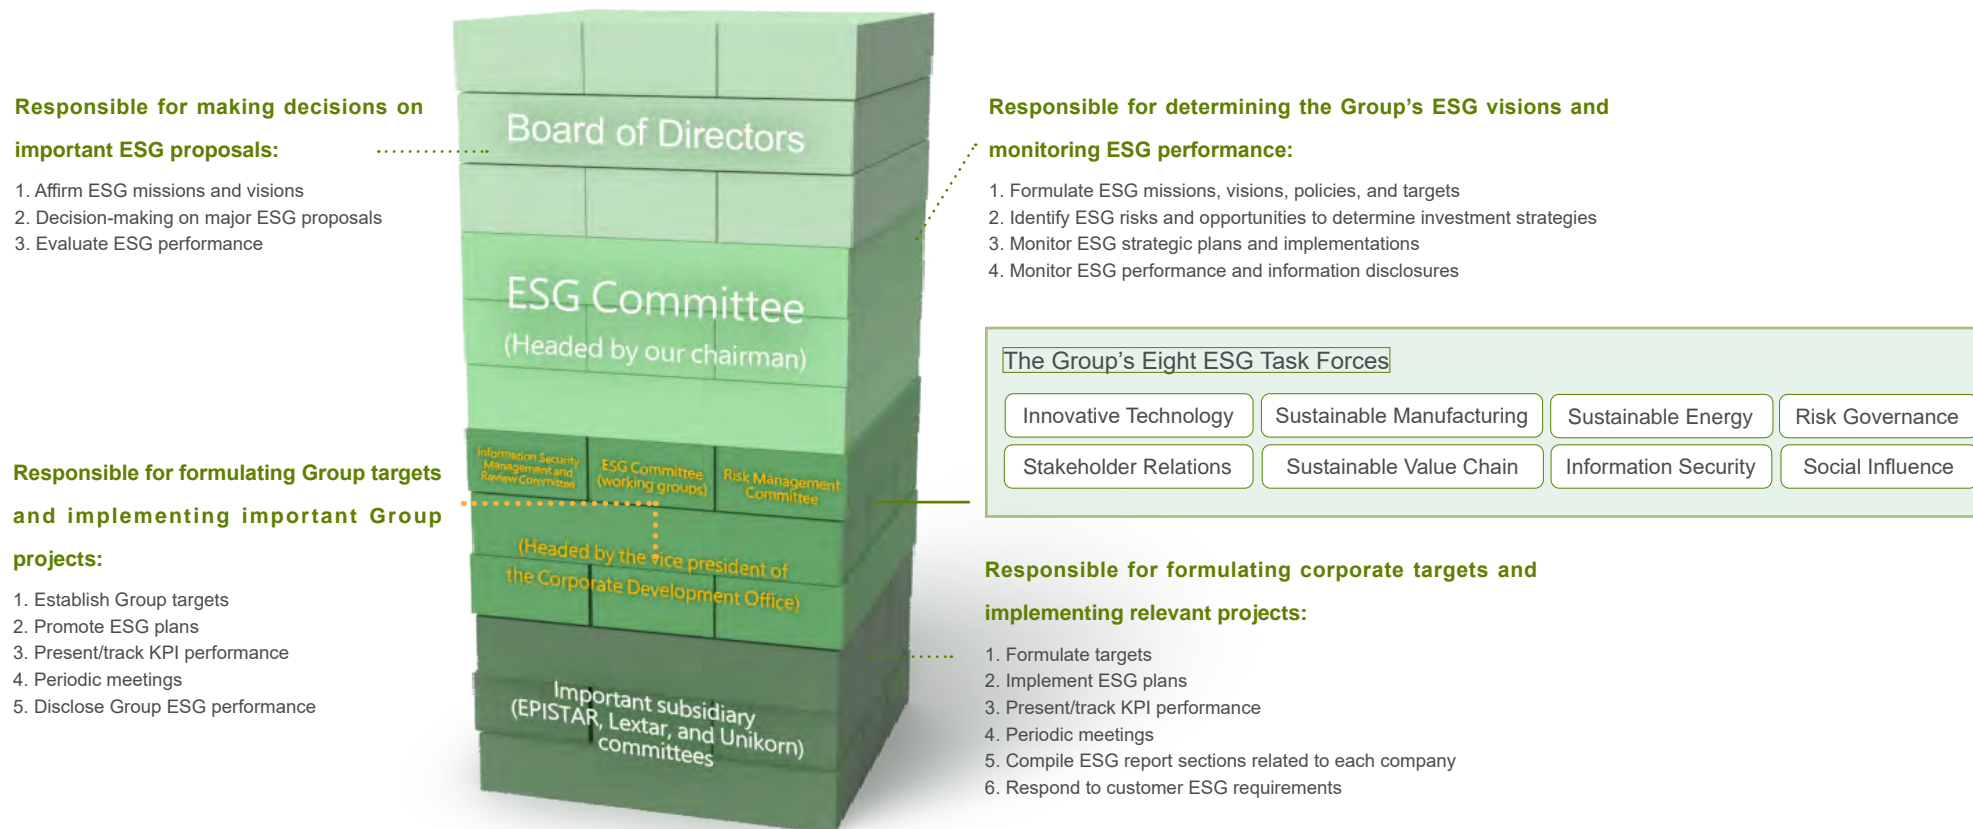 Responsible for making decisions on
important ESG proposals:
1. Affirm ESG missions and visions
2. Decision-making on major ESG proposals
3. Evaluate ESG performance
Board of Directors
Responsible for determining the Group's ESG visions and
monitoring ESG performance:
1. Formulate ESG missions, visions, policies, and targets
2. Identify ESG risks and opportunities to determine investment strategies
3. Monitor ESG strategic plans and implementations
4. Monitor ESG performance and information disclosures
ESG Committee
(Headed by our chairman)
The Group's Eight ESG Task Forces
Innovative Technology
Sustainable Manufacturing
Sustainable Energy
Risk Governance
Stakeholder Relations
Sustainable Value Chain
Information Security
Social Influence
Responsible for formulating Group targets
and implementing important Group
projects:
1. Establish Group targets
2. Promote ESG plans
3. Present/track KPI performance
4. Periodic meetings
5. Disclose Group ESG performance
Information Security
Management and
Review Committee
ESG Committee
(working groups)
Risk Management
Committee
(Headed by the vice president of
the Corporate Development Office)
Important subsidiary
(EPISTAR, Lextar, and Unikorn)
committees
Responsible for formulating corporate targets and
implementing relevant projects:
1. Formulate targets
2. Implement ESG plans
3. Present/track KPI performance
4. Periodic meetings
5. Compile ESG report sections related to each company
6. Respond to customer ESG requirements